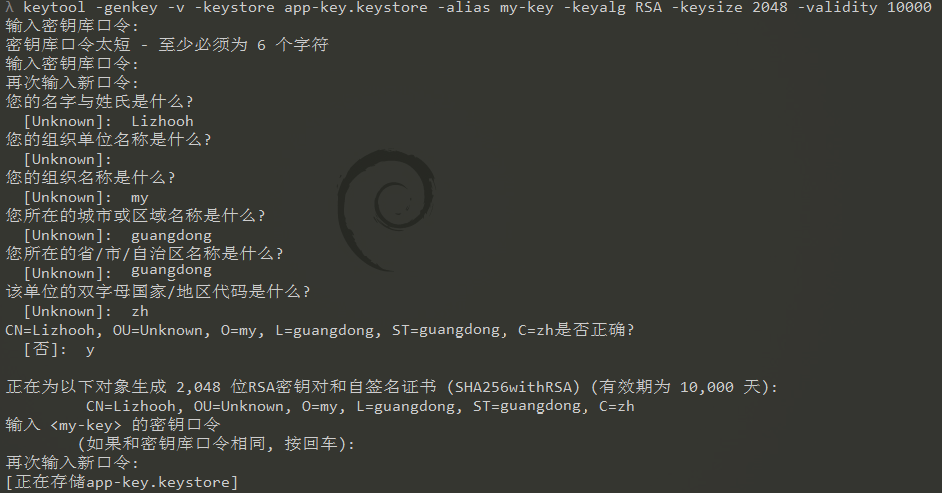 λ keytool -genkey -v -keystore app-key.keystore -alias my-key -keyalg RSA -keysize 2048 -validity 10000
输入密钥库口令:
密钥库口令太短 - 至少必须为 6 个字符
输入密钥库口令:
再次输入新口令:
您的名字与姓氏是什么?
[Unknown]:  Lizhooh
您的组织单位名称是什么?
[Unknown]:
您的组织名称是什么?
[Unknown]:  my
您所在的城市或区域名称是什么?
[Unknown]:  guangdong
您所在的省/市/自治区名称是什么?
[Unknown]:  guangdong
该单位的双字母国家/地区代码是什么?
[Unknown]:  zh
CN=Lizhooh, OU=Unknown, O=my, L=guangdong, ST=guangdong, C=zh是否正确?
[否]:  y
正在为以下对象生成 2,048 位RSA密钥对和自签名证书 (SHA256withRSA) (有效期为 10,000 天):
CN=Lizhooh, OU=Unknown, O=my, L=guangdong, ST=guangdong, C=zh
输入 <my-key> 的密钥口令
(如果和密钥库口令相同, 按回车):
再次输入新口令:
[正在存储app-key.keystore]